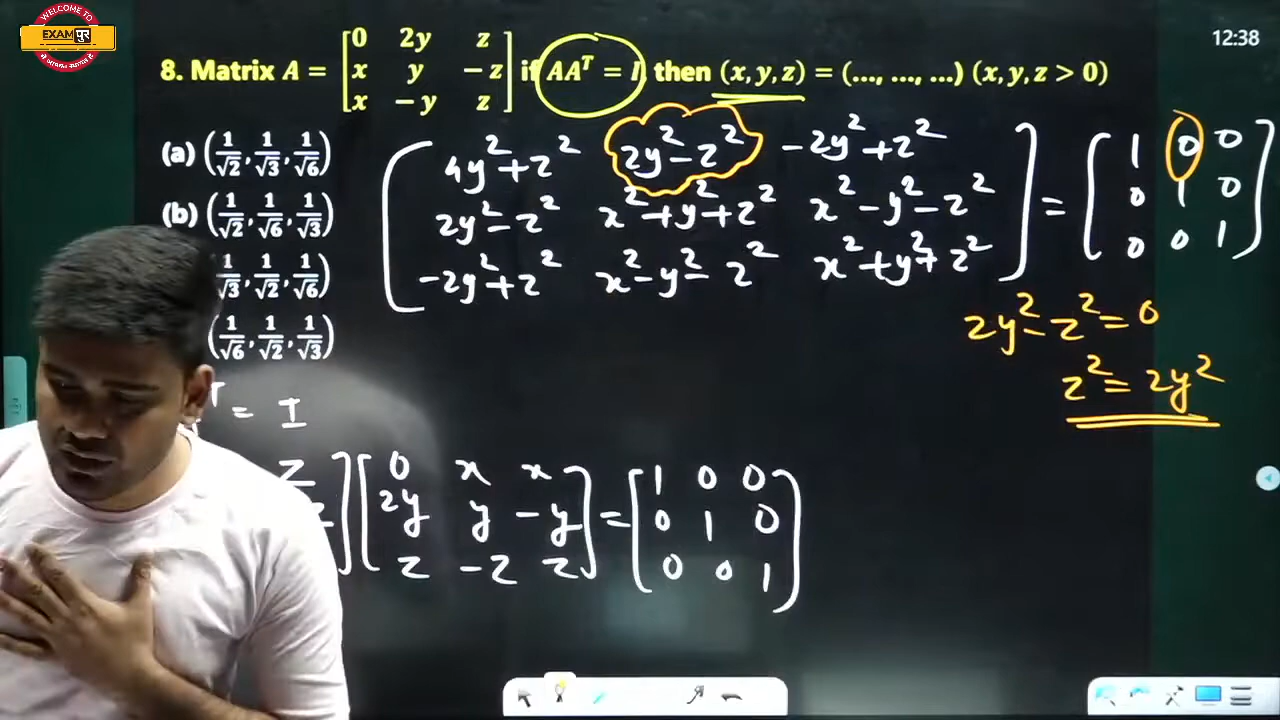 WELCOME TO
EXAMपुर
12:38
8. Matrix A = [0 2y z
x y −z
x −y z] if AAᵀ = I then (x, y, z) = (..., ..., ...) (x, y, z > 0)
(a) (1/√2, 1/√3, 1/√6)
(b) (1/√2, 1/√6, 1/√3)
1/√3, 1/√2, 1/√6)
(1/√6, 1/√2, 1/√3)
[4y²+z² 2y²−z² −2y²+z²
2y²−z² x²+y²+z² x²−y²−z²
−2y²+z² x²−y²−z² x²+y²+z²] = [1 0 0
0 1 0
0 0 1]
2y²−z²=0
z²=2y²
ᵀ = I
z] [0 x x
2y y −y
z −z z] = [1 0 0
0 1 0
0 0 1]